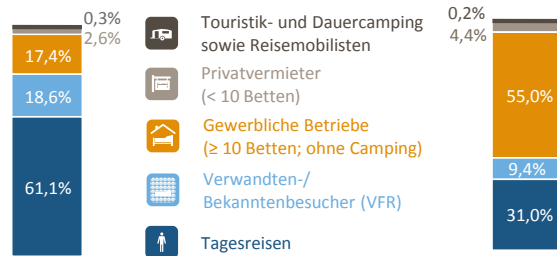 0,3%
2,6%
17,4%
18,6%
61,1%
Touristik- und Dauercamping
sowie Reisemobilisten
Privatvermieter
(< 10 Betten)
Gewerbliche Betriebe
(≥ 10 Betten; ohne Camping)
Verwandten-/
Bekanntenbesucher (VFR)
Tagesreisen
0,2%
4,4%
55,0%
9,4%
31,0%